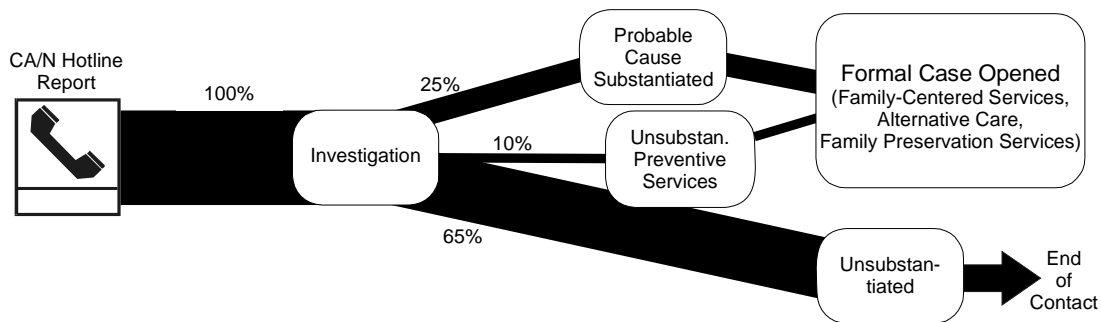 CA/N Hotline
Report
100%
Investigation
25%
10%
65%
Probable
Cause
Substantiated
Unsubstan.
Preventive
Services
Formal Case Opened
(Family-Centered Services,
Alternative Care,
Family Preservation Services)
Unsubstan-
tiated
End
of
Contact